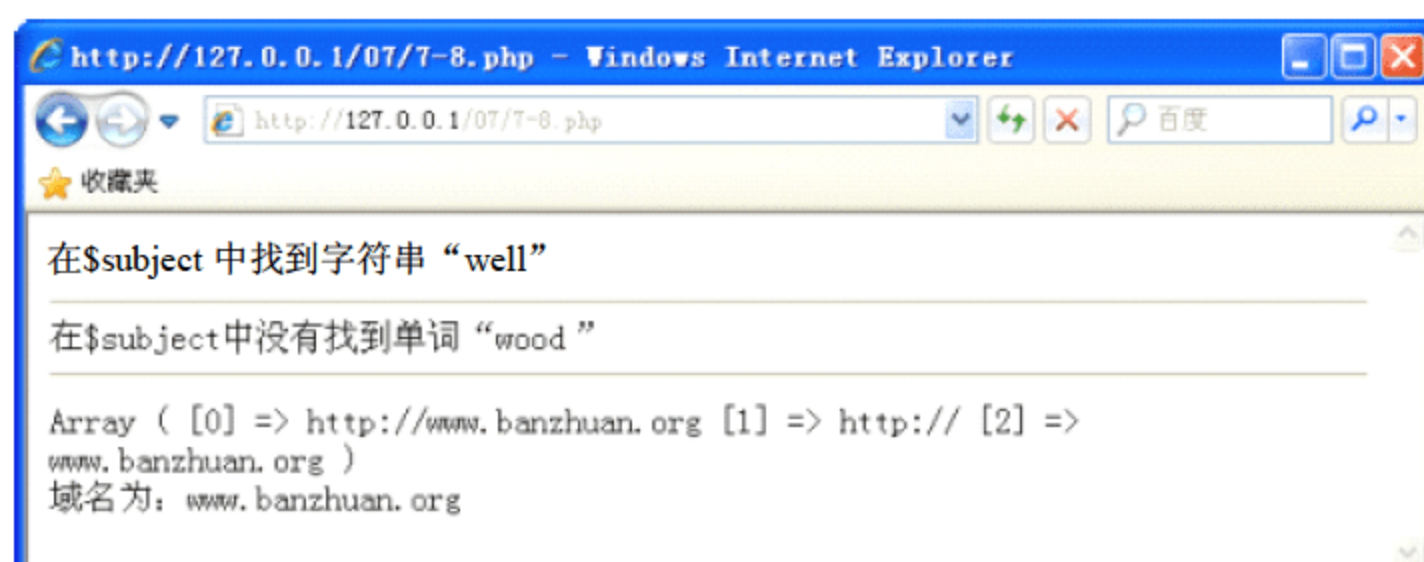 http://127.0.0.1/07/7-8.php - Windows Internet Explorer
http://127.0.0.1/07/7-8.php 百度
收藏夹
在$subject 中找到字符串“well”
在$subject中没有找到单词“wood ”
Array ( [0] => http://www.banzhuan.org [1] => http:// [2] =>
www.banzhuan.org )
域名为：www.banzhuan.org